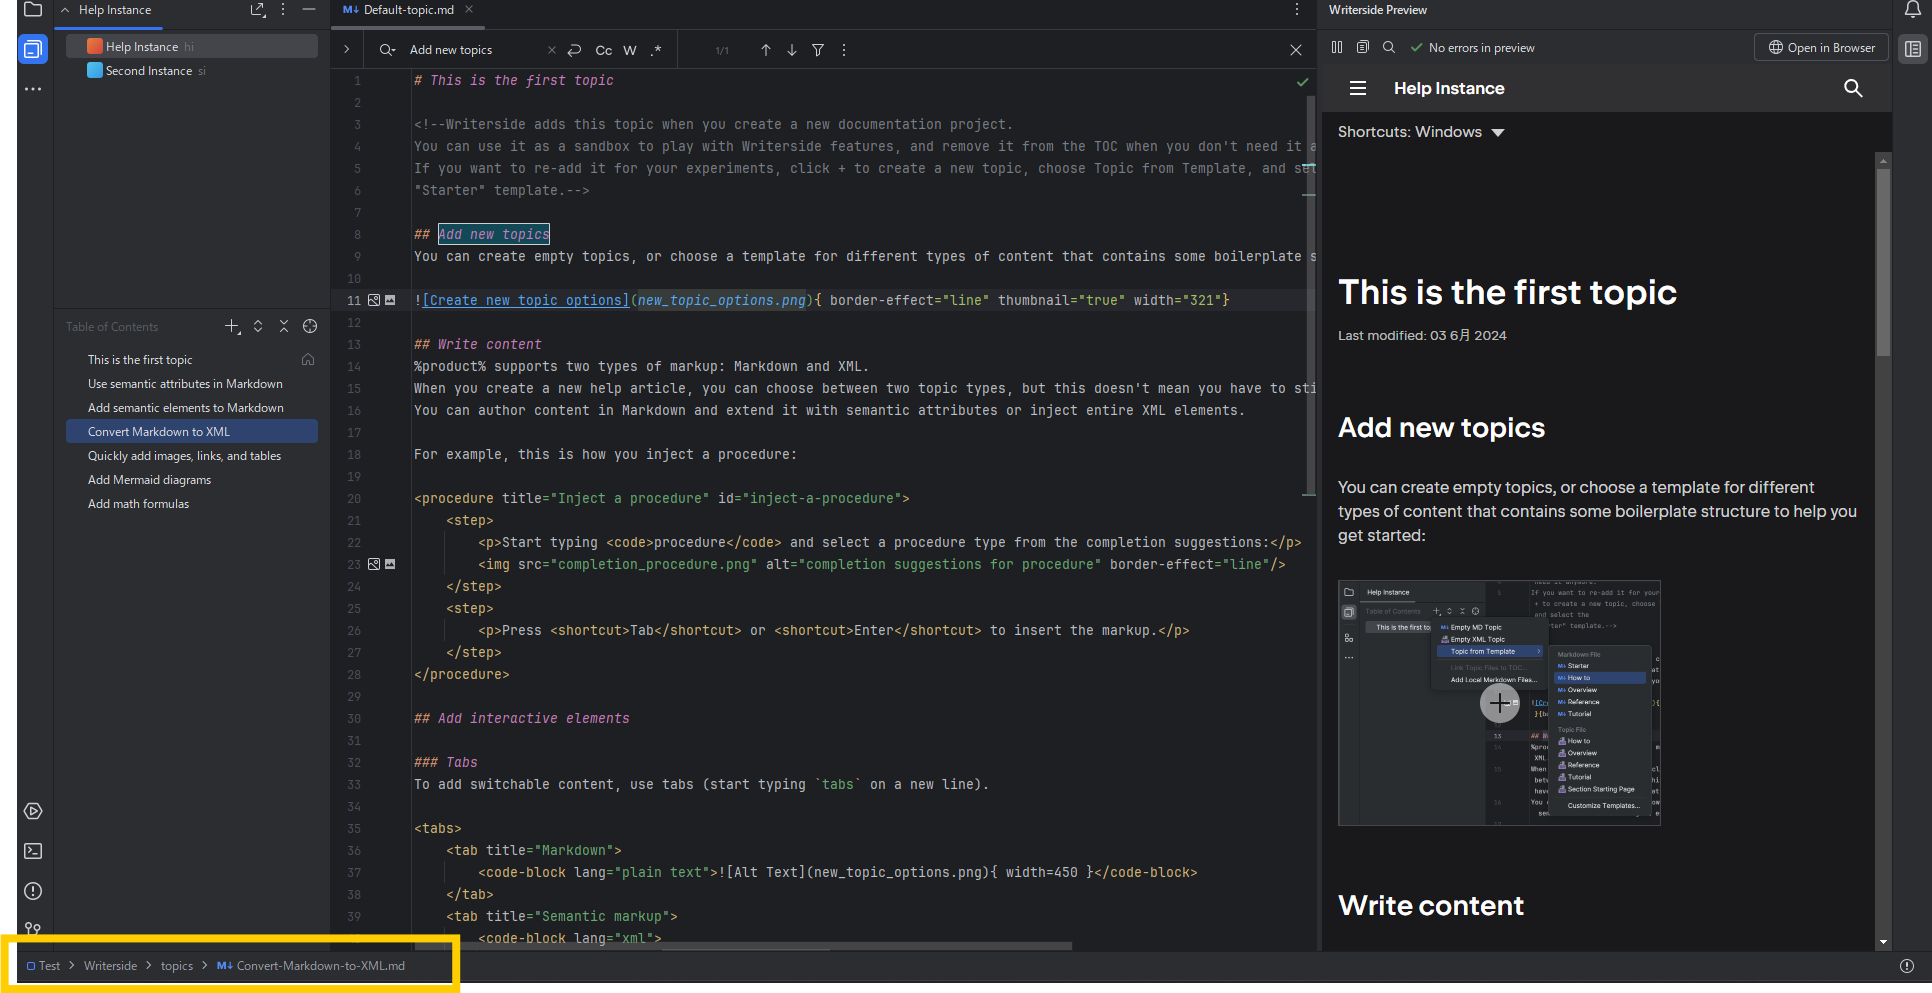 Help Instance
Help Instance hi
Second Instance si
Table of Contents
This is the first topic
Use semantic attributes in Markdown
Add semantic elements to Markdown
Convert Markdown to XML
Quickly add images, links, and tables
Add Mermaid diagrams
Add math formulas
Default-topic.md
Add new topics
Cc W .* 1/1
1 # This is the first topic
2
3 <!--Writerside adds this topic when you create a new documentation project.
4 You can use it as a sandbox to play with Writerside features, and remove it from the TOC when you don't need it a
5 If you want to re-add it for your experiments, click + to create a new topic, choose Topic from Template, and se
6 "Starter" template.-->
7
8 ## Add new topics
9 You can create empty topics, or choose a template for different types of content that contains some boilerplate s
10
11 ![Create new topic options](new_topic_options.png){ border-effect="line" thumbnail="true" width="321"}
12
13 ## Write content
14 %product% supports two types of markup: Markdown and XML.
15 When you create a new help article, you can choose between two topic types, but this doesn't mean you have to sti
16 You can author content in Markdown and extend it with semantic attributes or inject entire XML elements.
17
18 For example, this is how you inject a procedure:
19
20 <procedure title="Inject a procedure" id="inject-a-procedure">
21 <step>
22 <p>Start typing <code>procedure</code> and select a procedure type from the completion suggestions:</p>
23 <img src="completion_procedure.png" alt="completion suggestions for procedure" border-effect="line"/>
24 </step>
25 <step>
26 <p>Press <shortcut>Tab</shortcut> or <shortcut>Enter</shortcut> to insert the markup.</p>
27 </step>
28 </procedure>
29
30 ## Add interactive elements
31
32 ### Tabs
33 To add switchable content, use tabs (start typing `tabs` on a new line).
34
35 <tabs>
36 <tab title="Markdown">
37 <code-block lang="plain text">![Alt Text](new_topic_options.png){ width=450 }</code-block>
38 </tab>
39 <tab title="Semantic markup">
<code-block lang="xml">
Writerside Preview
No errors in preview
Open in Browser
Help Instance
Shortcuts: Windows
This is the first topic
Last modified: 03 6月 2024
Add new topics
You can create empty topics, or choose a template for different
types of content that contains some boilerplate structure to help you
get started:
Help Instance
Table of Contents
This is the first to
Empty MD Topic
Empty XML Topic
Topic from Template
Link Topic Files to TOC...
Add Local Markdown Files...
need it anymore.
If you want to re-add it for your
+ to create a new topic, choose
and select the
template.-->
Markdown File
Starter
How to
Overview
Reference
Tutorial
Topic File
How to
Overview
Reference
Tutorial
Section Starting Page
Customize Templates...
Write content
Test > Writerside > topics > M↓ Convert-Markdown-to-XML.md